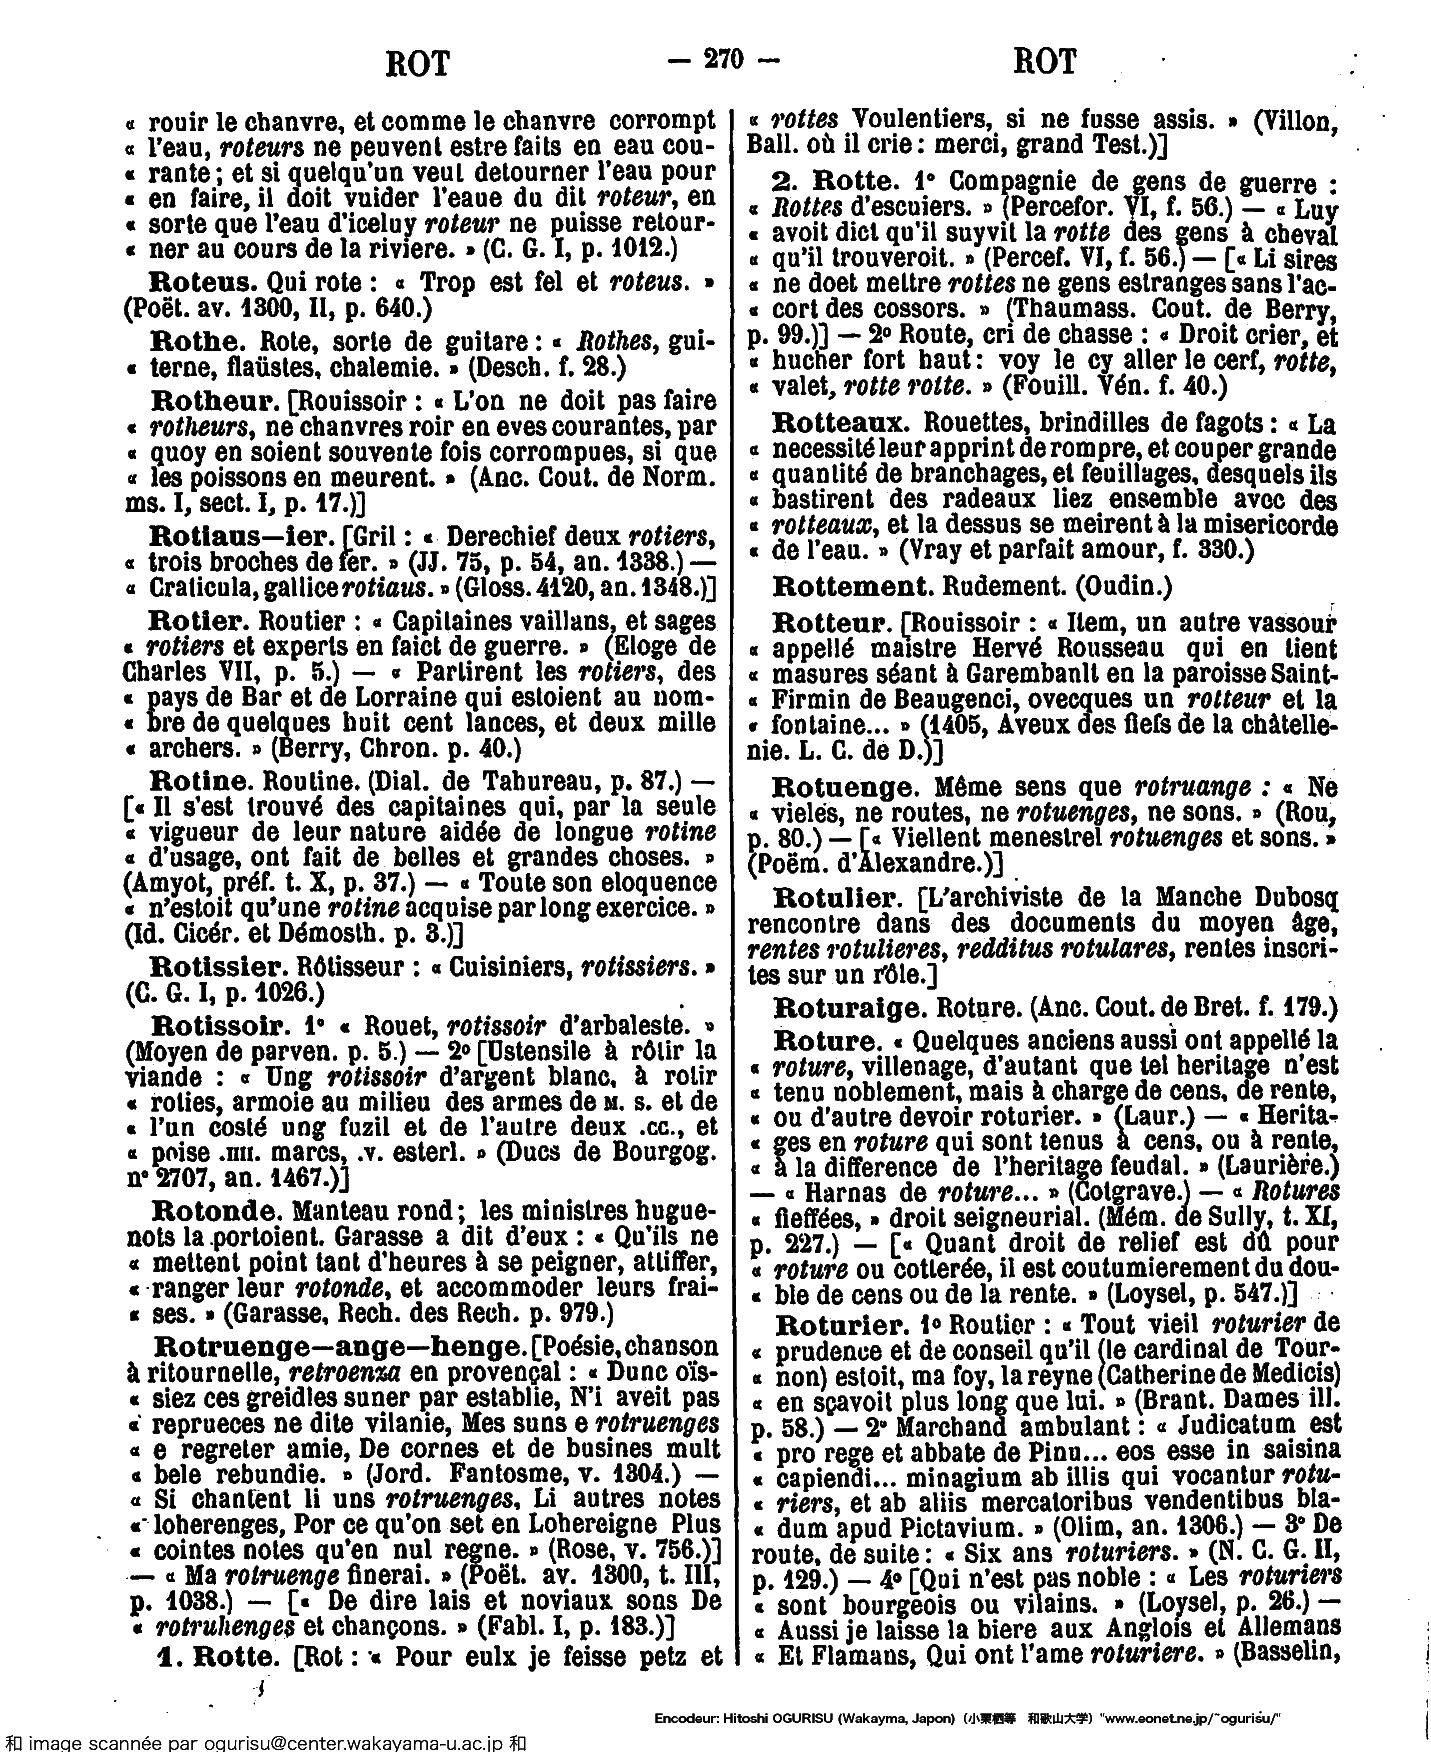 ROT — 270 — ROT
« rouir le chanvre, et comme le chanvre corrompt
« l'eau, roteurs ne peuvent estre faits en eau cou-
« rante ; et si quelqu'un veut detourner l'eau pour
« en faire, il doit vuider l'eaue du dit roteur, en
« sorte que l'eau d'iceluy roteur ne puisse retour-
« ner au cours de la riviere. » (C. G. I, p. 1012.)
Roteus. Qui rote : « Trop est fel et roteus. »
(Poët. av. 1300, II, p. 640.)
Rothe. Rote, sorte de guitare : « Rothes, gui-
« terne, flaüstes, chalemie. » (Desch. f. 28.)
Rotheur. [Rouissoir : « L'on ne doit pas faire
« rotheurs, ne chanvres roir en eves courantes, par
« quoy en soient souvente fois corrompues, si que
« les poissons en meurent. » (Anc. Cout. de Norm.
ms. I, sect. I, p. 17.)]
Rotiaus—ier. [Gril : « Derechief deux rotiers,
« trois broches de fer. » (JJ. 75, p. 54, an. 1338.) —
« Craticula, gallice rotiaus. » (Gloss. 4120, an. 1348.)]
Rotier. Routier : « Capitaines vaillans, et sages
« rotiers et experts en faict de guerre. » (Eloge de
Charles VII, p. 5.) — « Partirent les rotiers, des
« pays de Bar et de Lorraine qui estoient au nom-
« bre de quelques huit cent lances, et deux mille
« archers. » (Berry, Chron. p. 40.)
Rotine. Routine. (Dial. de Tahureau, p. 87.) —
[« Il s'est trouvé des capitaines qui, par la seule
« vigueur de leur nature aidée de longue rotine
« d'usage, ont fait de belles et grandes choses. »
(Amyot, préf. t. X, p. 37.) — « Toute son eloquence
« n'estoit qu'une rotine acquise par long exercice. »
(Id. Cicér. et Démosth. p. 3.)]
Rotissier. Rôtisseur : « Cuisiniers, rotissiers. »
(C. G. I, p. 1026.)
Rotissoir. 1° « Rouet, rotissoir d'arbaleste. »
(Moyen de parven. p. 5.) — 2° [Ustensile à rôtir la
viande : « Ung rotissoir d'argent blanc, à rotir
« roties, armoie au milieu des armes de M. S. et de
« l'un costé ung fuzil et de l'autre deux .CC., et
« poise .IIII. marcs, .V. esterl. » (Ducs de Bourgog.
n° 2707, an. 1467.)]
Rotonde. Manteau rond ; les ministres hugue-
nots la portoient. Garasse a dit d'eux : « Qu'ils ne
« mettent point tant d'heures à se peigner, attiffer,
« ranger leur rotonde, et accommoder leurs frai-
« ses. » (Garasse, Rech. des Rech. p. 979.)
Rotruenge—ange—henge. [Poésie, chanson
à ritournelle, retroenza en provençal : « Dunc oïs-
« siez ces greidles suner par establie, N'i aveit pas
« reprueces ne dite vilanie, Mes suns e rotruenges
« e regreter amie, De cornes et de busines mult
« bele rebundie. » (Jord. Fantosme, v. 1304.) —
« Si chantent li uns rotruenges, Li autres notes
« loherenges, Por ce qu'on set en Lohereigne Plus
« cointes notes qu'en nul regne. » (Rose, v. 756.)]
— « Ma rotruenge finerai. » (Poët. av. 1300, t. III,
p. 1038.) — [« De dire lais et noviaux sons De
« rotruhenges et chançons. » (Fabl. I, p. 183.)]
1. Rotte. [Rot : « Pour eulx je feisse petz et
« rottes Voulentiers, si ne fusse assis. » (Villon,
Ball. où il crie : merci, grand Test.)]
2. Rotte. 1° Compagnie de gens de guerre :
« Rottes d'escuiers. » (Percefor. VI, f. 56.) — « Luy
« avoit dict qu'il suyvit la rotte des gens à cheval
« qu'il trouveroit. » (Percef. VI, f. 56.) — [« Li sires
« ne doet mettre rottes ne gens estranges sans l'ac-
« cort des cossors. » (Thaumass. Cout. de Berry,
p. 99.)] — 2° Route, cri de chasse : « Droit crier, et
« hucher fort haut : voy le cy aller le cerf, rotte,
« valet, rotte rotte. » (Fouill. Vén. f. 40.)
Rotteaux. Rouettes, brindilles de fagots : « La
« necessité leur apprint de rompre, et couper grande
« quantité de branchages, et feuillages, desquels ils
« bastirent des radeaux liez ensemble avec des
« rotteaux, et la dessus se meirent à la misericorde
« de l'eau. » (Vray et parfait amour, f. 330.)
Rottement. Rudement. (Oudin.)
Rotteur. [Rouissoir : « Item, un autre vassour
« appellé maistre Hervé Rousseau qui en tient
« masures séant à Garembanlt en la paroisse Saint-
« Firmin de Beaugenci, ovecques un rotteur et la
« fontaine... » (1405, Aveux des fiefs de la châtelle-
nie. L. C. de D.)]
Rotuenge. Même sens que rotruange : « Ne
« vieles, ne routes, ne rotuenges, ne sons. » (Rou,
p. 80.) — [« Viellent menestrel rotuenges et sons. »
(Poëm. d'Alexandre.)]
Rotulier. [L'archiviste de la Manche Dubosq
rencontre dans des documents du moyen âge,
rentes rotulieres, redditus rotulares, rentes inscri-
tes sur un rôle.]
Roturaige. Roture. (Anc. Cout. de Bret. f. 179.)
Roture. « Quelques anciens aussi ont appellé la
« roture, villenage, d'autant que tel heritage n'est
« tenu noblement, mais à charge de cens, de rente,
« ou d'autre devoir roturier. » (Laur.) — « Herita-
« ges en roture qui sont tenus à cens, ou à rente,
« à la difference de l'heritage feudal. » (Laurière.)
— « Harnas de roture... » (Cotgrave.) — « Rotures
« fieffées, » droit seigneurial. (Mém. de Sully, t. XI,
p. 227.) — [« Quant droit de relief est dû pour
« roture ou cotterée, il est coutumierement du dou-
« ble de cens ou de la rente. » (Loysel, p. 547.)]
Roturier. 1° Routier : « Tout vieil roturier de
« prudence et de conseil qu'il (le cardinal de Tour-
« non) estoit, ma foy, la reyne (Catherine de Medicis)
« en sçavoit plus long que lui. » (Brant. Dames ill.
p. 58.) — 2° Marchand ambulant : « Judicatum est
« pro rege et abbate de Pinu... eos esse in saisina
« capiendi... minagium ab illis qui vocantur rotu-
« riers, et ab aliis mercatoribus vendentibus bla-
« dum apud Pictavium. » (Olim, an. 1306.) — 3° De
route, de suite : « Six ans roturiers. » (N. C. G. II,
p. 129.) — 4° [Qui n'est pas noble : « Les roturiers
« sont bourgeois ou vilains. » (Loysel, p. 26.) —
« Aussi je laisse la biere aux Anglois et Allemans
« Et Flamans, Qui ont l'ame roturiere. » (Basselin,
Encodeur: Hitoshi OGURISU (Wakayma, Japon) (小栗栖等 和歌山大学) "www.eonet.ne.jp/~ogurisu/"
和 image scannée par ogurisu@center.wakayama-u.ac.jp 和